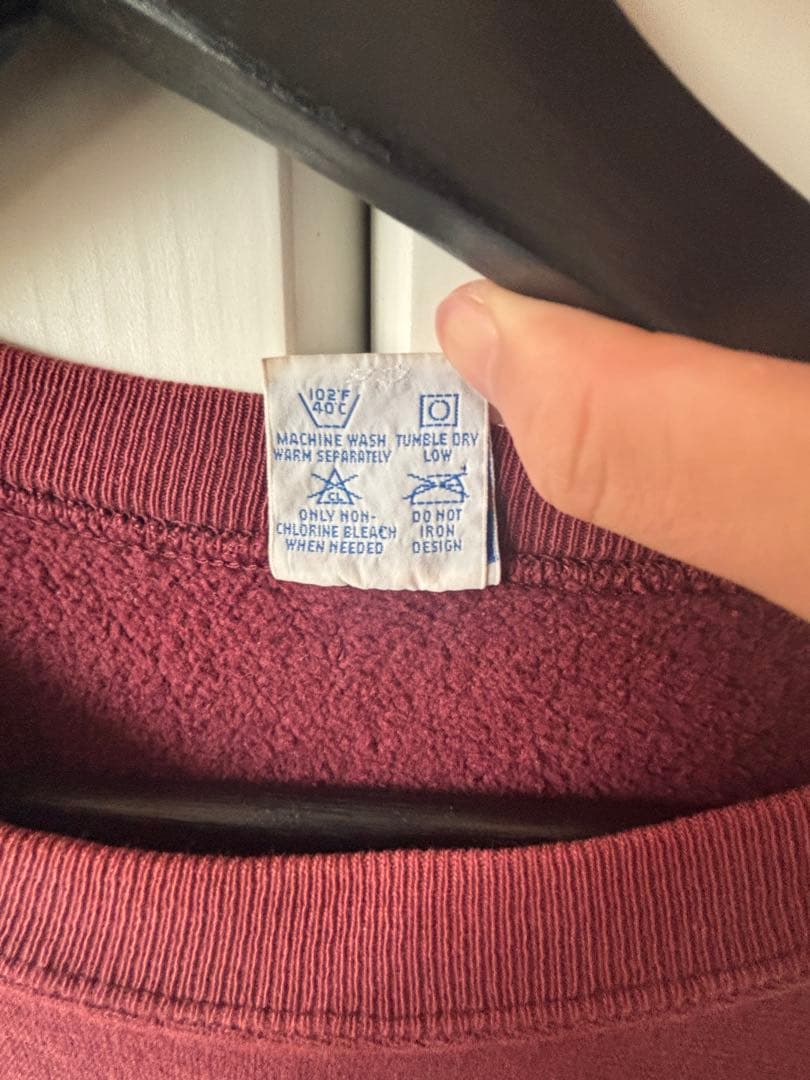 102°F
40°C
MACHINE WASH
WARM SEPARATELY
TUMBLE DRY
LOW
CL
ONLY NON-
CHLORINE BLEACH
WHEN NEEDED
DO NOT
IRON
DESIGN